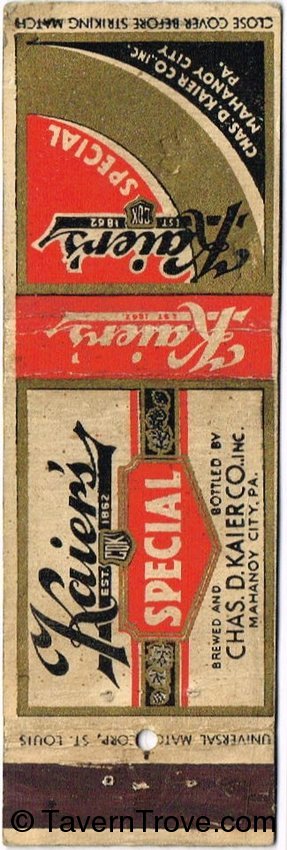 CLOSE COVER BEFORE STRIKING MATCH
CHAS. D. KAIER CO., INC.
MAHANOY CITY
PA.
SPECIAL
Kaier's
EST. CDK 1862
Kaier's
EST. 1862
Kaier's
EST. CDK 1862
SPECIAL
BREWED AND BOTTLED BY
CHAS. D. KAIER CO., INC.
MAHANOY CITY, PA.
UNIVERSAL MATCH CORP., ST. LOUIS
© TavernTrove.com